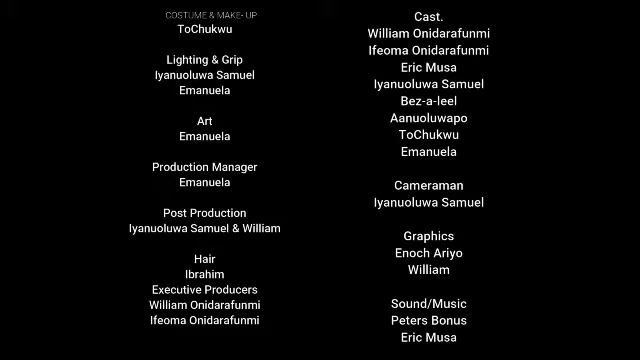 COSTUME & MAKE- UP
ToChukwu
Lighting & Grip
Iyanuoluwa Samuel
Emanuela
Art
Emanuela
Production Manager
Emanuela
Post Production
Iyanuoluwa Samuel & William
Hair
Ibrahim
Executive Producers
William Onidarafunmi
Ifeoma Onidarafunmi
Cast.
William Onidarafunmi
Ifeoma Onidarafunmi
Eric Musa
Iyanuoluwa Samuel
Bez-a-leel
Aanuoluwapo
ToChukwu
Emanuela
Cameraman
Iyanuoluwa Samuel
Graphics
Enoch Ariyo
William
Sound/Music
Peters Bonus
Eric Musa